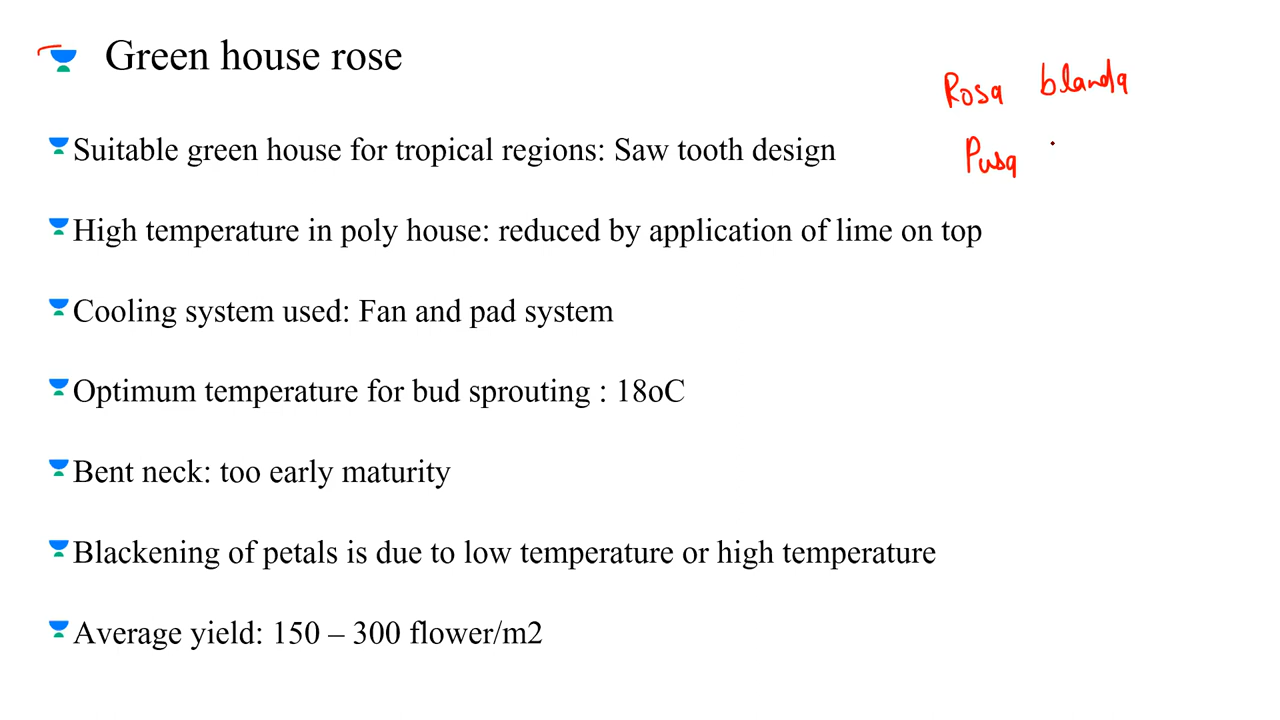 Green house rose
Rosa blanda
Suitable green house for tropical regions: Saw tooth design
Pusa
High temperature in poly house: reduced by application of lime on top
Cooling system used: Fan and pad system
Optimum temperature for bud sprouting : 18oC
Bent neck: too early maturity
Blackening of petals is due to low temperature or high temperature
Average yield: 150 – 300 flower/m2